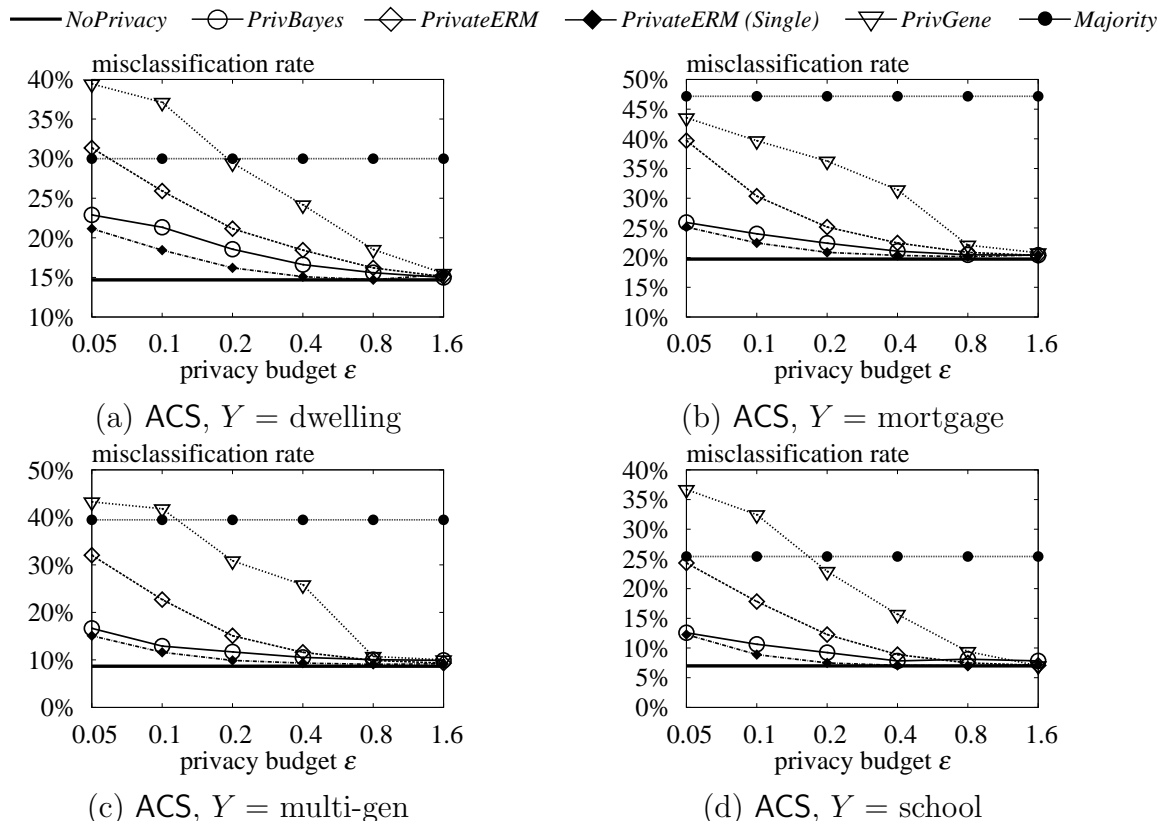 NoPrivacy PrivBayes PrivateERM PrivateERM (Single) PrivGene Majority
misclassification rate
40%
35%
30%
25%
20%
15%
10%
0.05 0.1 0.2 0.4 0.8 1.6
privacy budget ε
(a) ACS, Y = dwelling
misclassification rate
50%
45%
40%
35%
30%
25%
20%
15%
10%
0.05 0.1 0.2 0.4 0.8 1.6
privacy budget ε
(b) ACS, Y = mortgage
misclassification rate
50%
40%
30%
20%
10%
0%
0.05 0.1 0.2 0.4 0.8 1.6
privacy budget ε
(c) ACS, Y = multi-gen
misclassification rate
40%
35%
30%
25%
20%
15%
10%
5%
0%
0.05 0.1 0.2 0.4 0.8 1.6
privacy budget ε
(d) ACS, Y = school